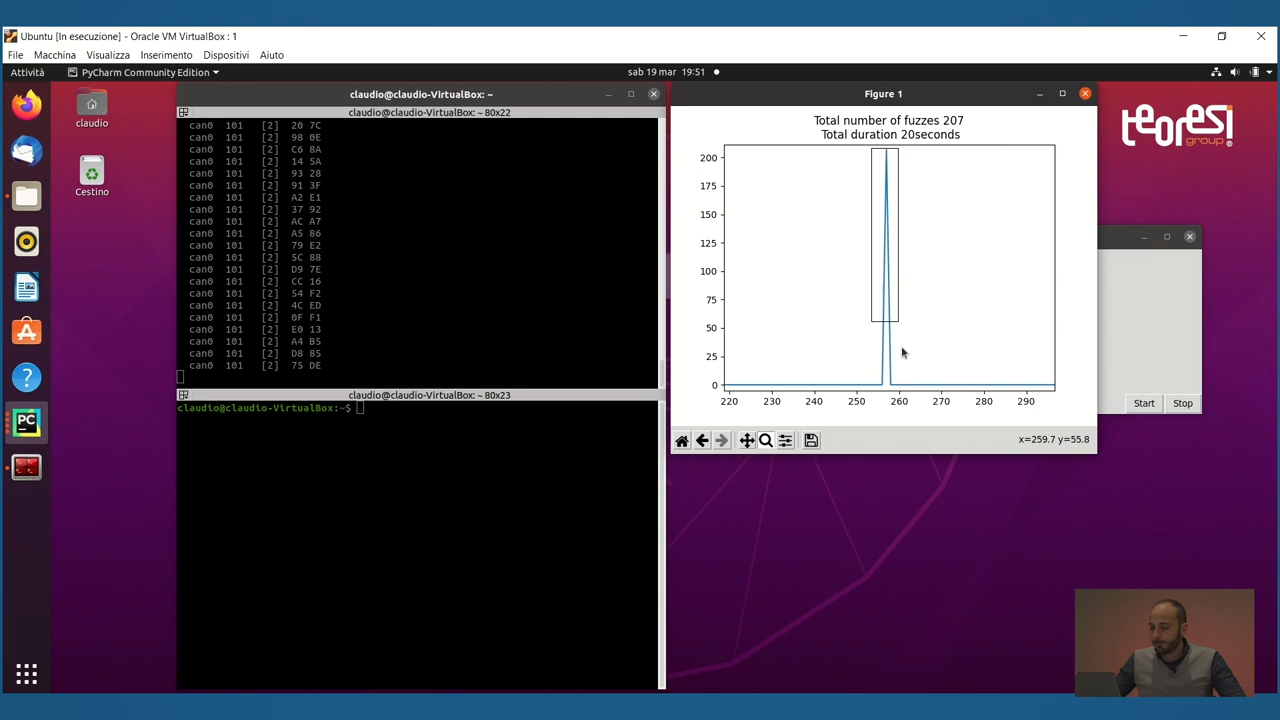 Ubuntu [In esecuzione] - Oracle VM VirtualBox : 1
File Macchina Visualizza Inserimento Dispositivi Aiuto
Attività PyCharm Community Edition sab 19 mar 19:51
claudio
Cestino
claudio@claudio-VirtualBox: ~
claudio@claudio-VirtualBox: ~ 80x22
can0 101 [2] 20 7C
can0 101 [2] 98 0E
can0 101 [2] C6 8A
can0 101 [2] 14 5A
can0 101 [2] 93 28
can0 101 [2] 91 3F
can0 101 [2] A2 E1
can0 101 [2] 37 92
can0 101 [2] AC A7
can0 101 [2] A5 86
can0 101 [2] 79 E2
can0 101 [2] 5C 88
can0 101 [2] D9 7E
can0 101 [2] CC 16
can0 101 [2] 54 F2
can0 101 [2] 4C ED
can0 101 [2] 0F F1
can0 101 [2] E0 13
can0 101 [2] A4 B5
can0 101 [2] D8 85
can0 101 [2] 75 DE
claudio@claudio-VirtualBox: ~ 80x23
claudio@claudio-VirtualBox:~$
Figure 1
Total number of fuzzes 207
Total duration 20seconds
200
175
150
125
100
75
50
25
0
220 230 240 250 260 270 280 290
x=259.7 y=55.8
teoresi
group
Start Stop
PC